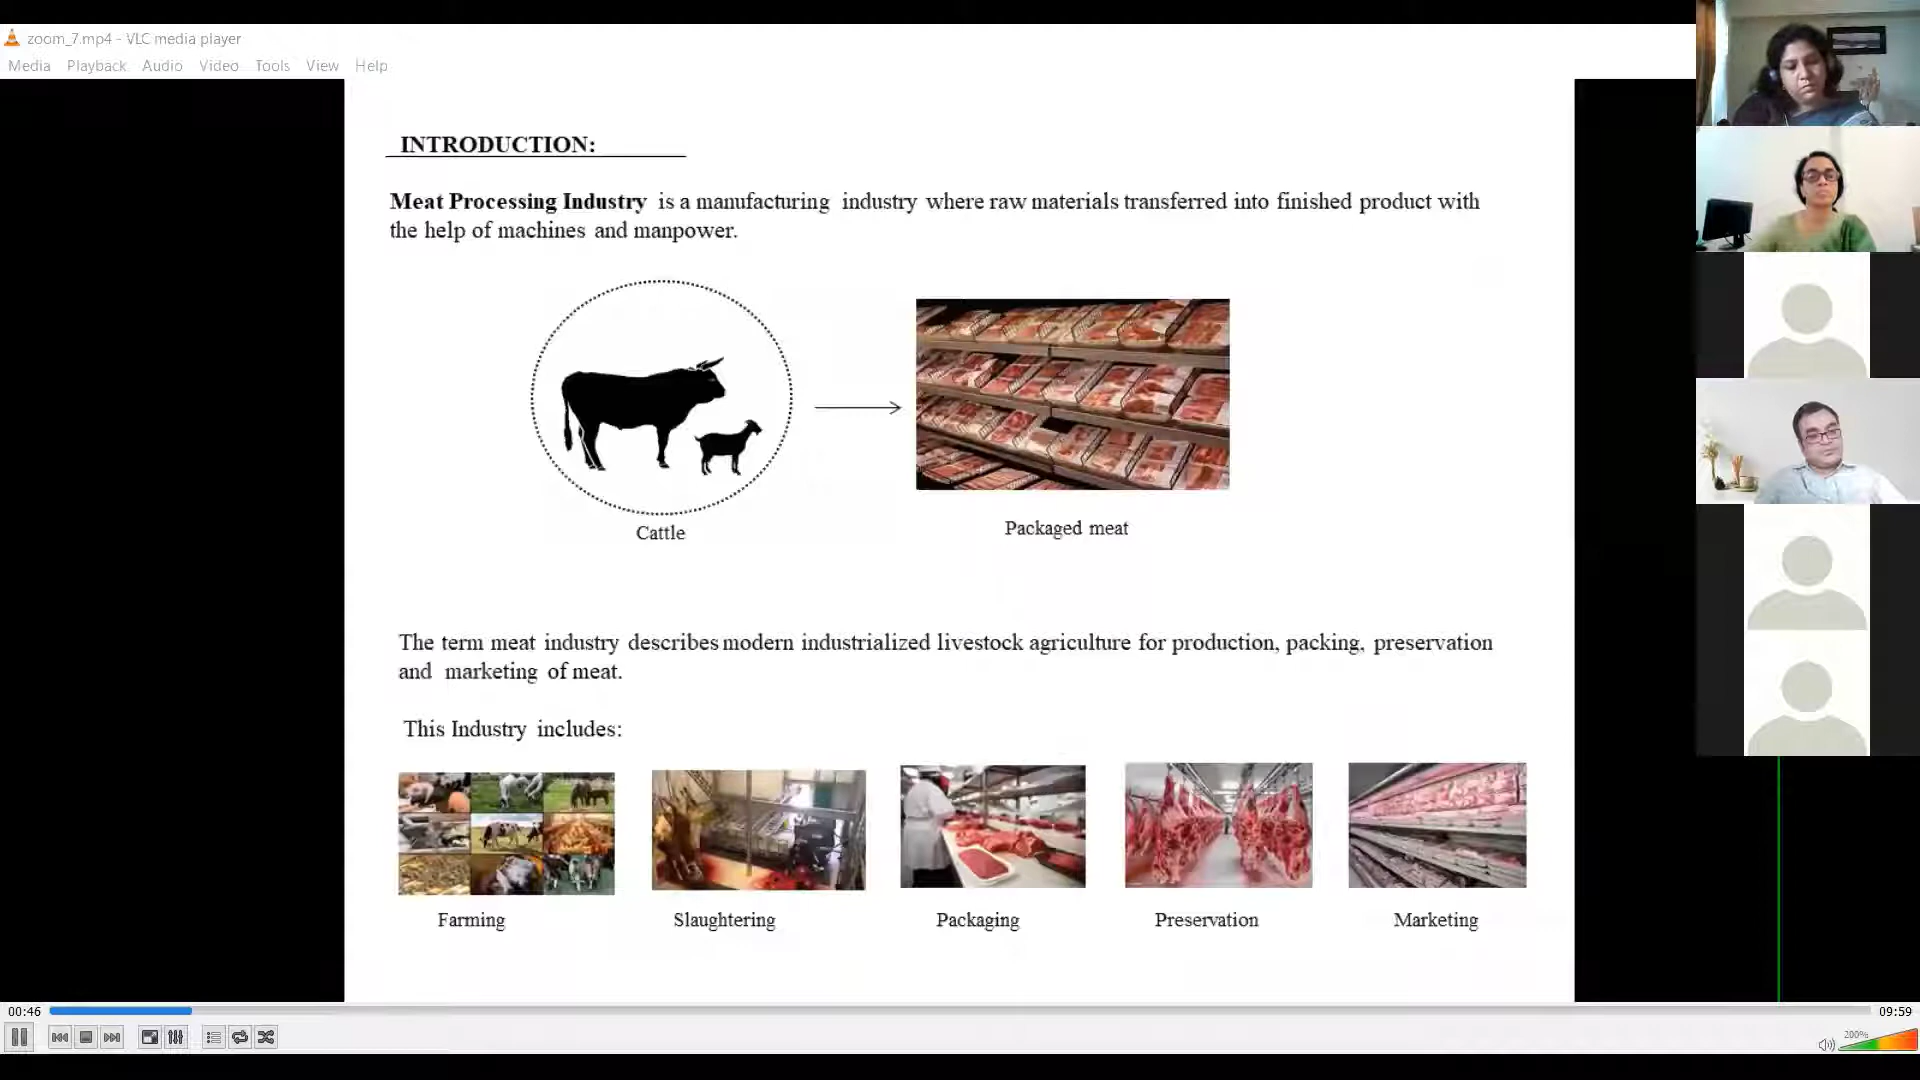 zoom_7.mp4 - VLC media player
Media Playback Audio Video Tools View Help
INTRODUCTION:
Meat Processing Industry is a manufacturing industry where raw materials transferred into finished product with
the help of machines and manpower.
Cattle
Packaged meat
The term meat industry describes modern industrialized livestock agriculture for production, packing, preservation
and marketing of meat.
This Industry includes:
Farming
Slaughtering
Packaging
Preservation
Marketing
00:46
09:59
200%